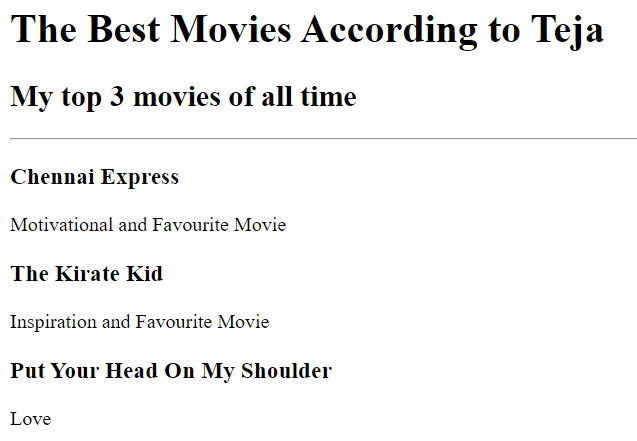 The Best Movies According to Teja
My top 3 movies of all time
Chennai Express
Motivational and Favourite Movie
The Kirate Kid
Inspiration and Favourite Movie
Put Your Head On My Shoulder
Love